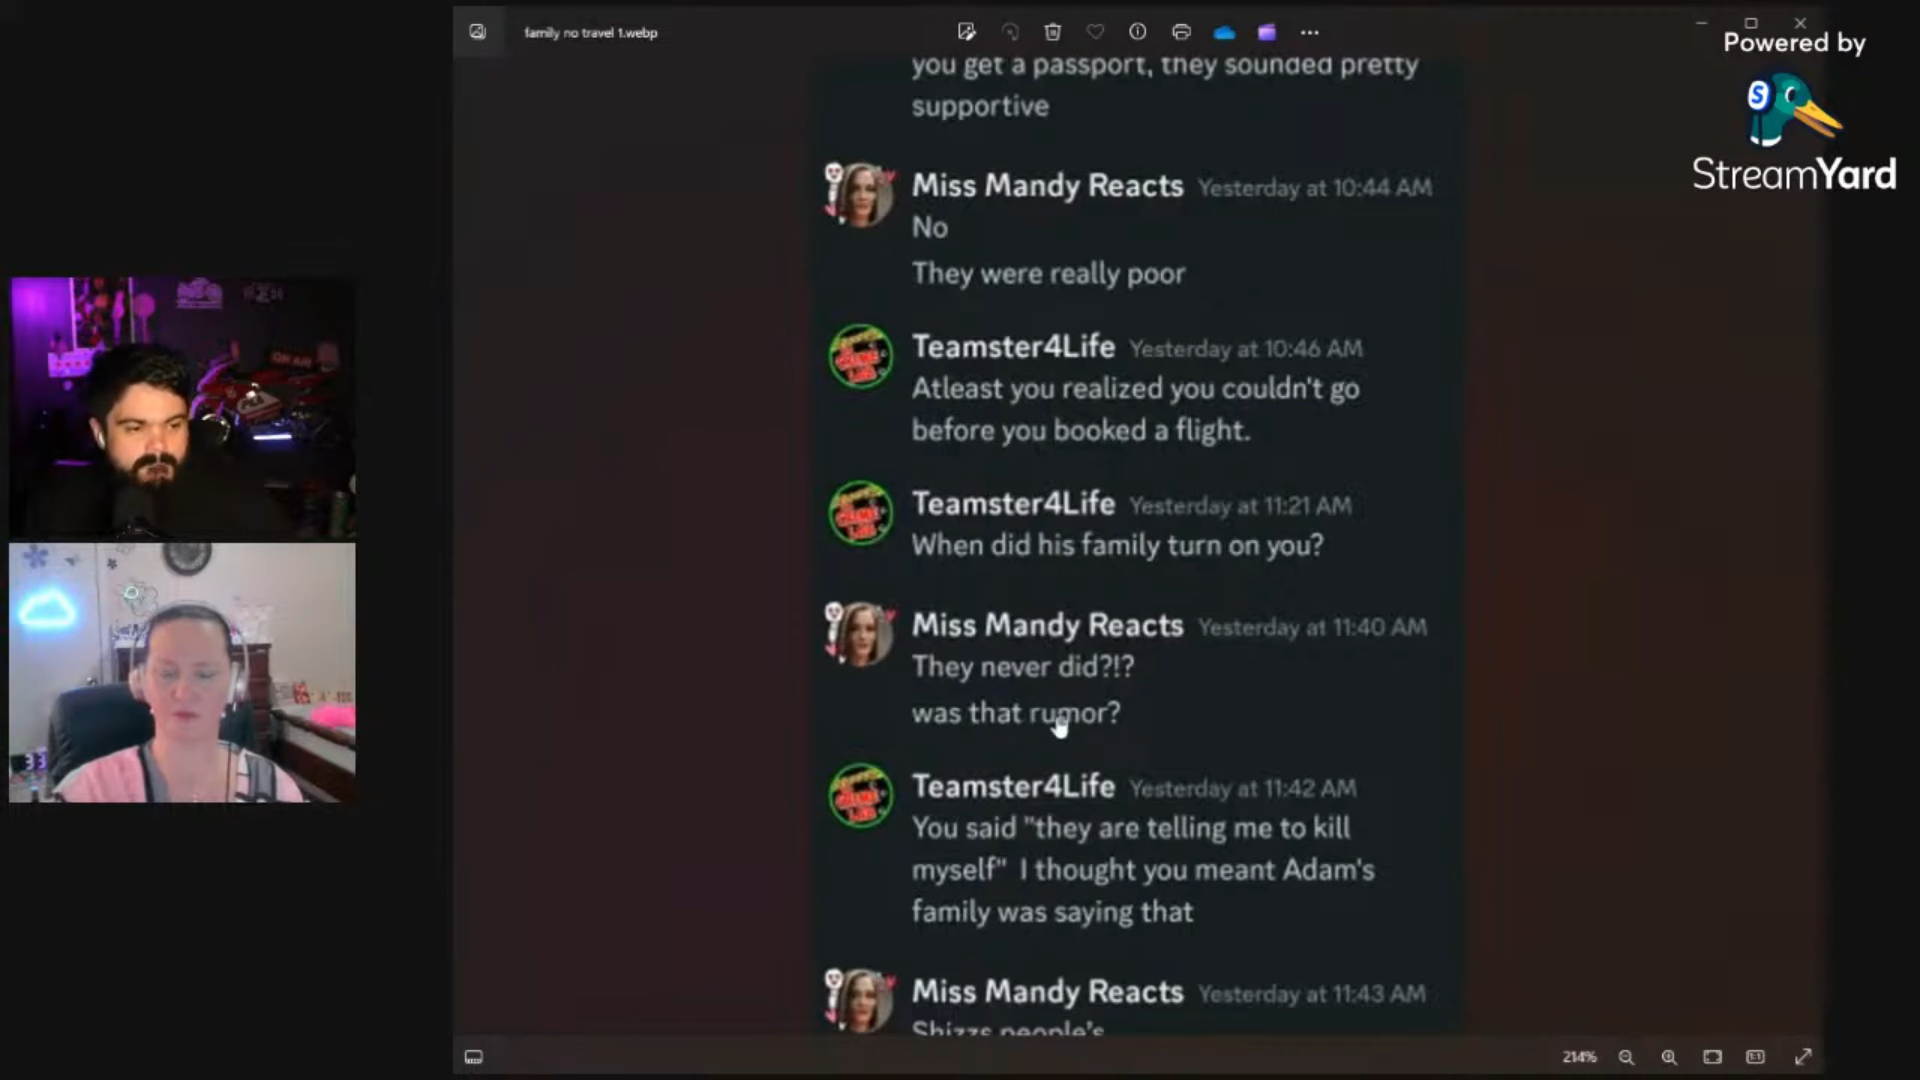 family no travel 1.webp
Powered by
StreamYard
you get a passport, they sounded pretty
supportive
Miss Mandy Reacts Yesterday at 10:44 AM
No
They were really poor
Teamster4Life Yesterday at 10:46 AM
Atleast you realized you couldn't go
before you booked a flight.
Teamster4Life Yesterday at 11:21 AM
When did his family turn on you?
Miss Mandy Reacts Yesterday at 11:40 AM
They never did?!?
was that rumor?
Teamster4Life Yesterday at 11:42 AM
You said "they are telling me to kill
myself" I thought you meant Adam's
family was saying that
Miss Mandy Reacts Yesterday at 11:43 AM
Shizzs people's
ON AIR
214%